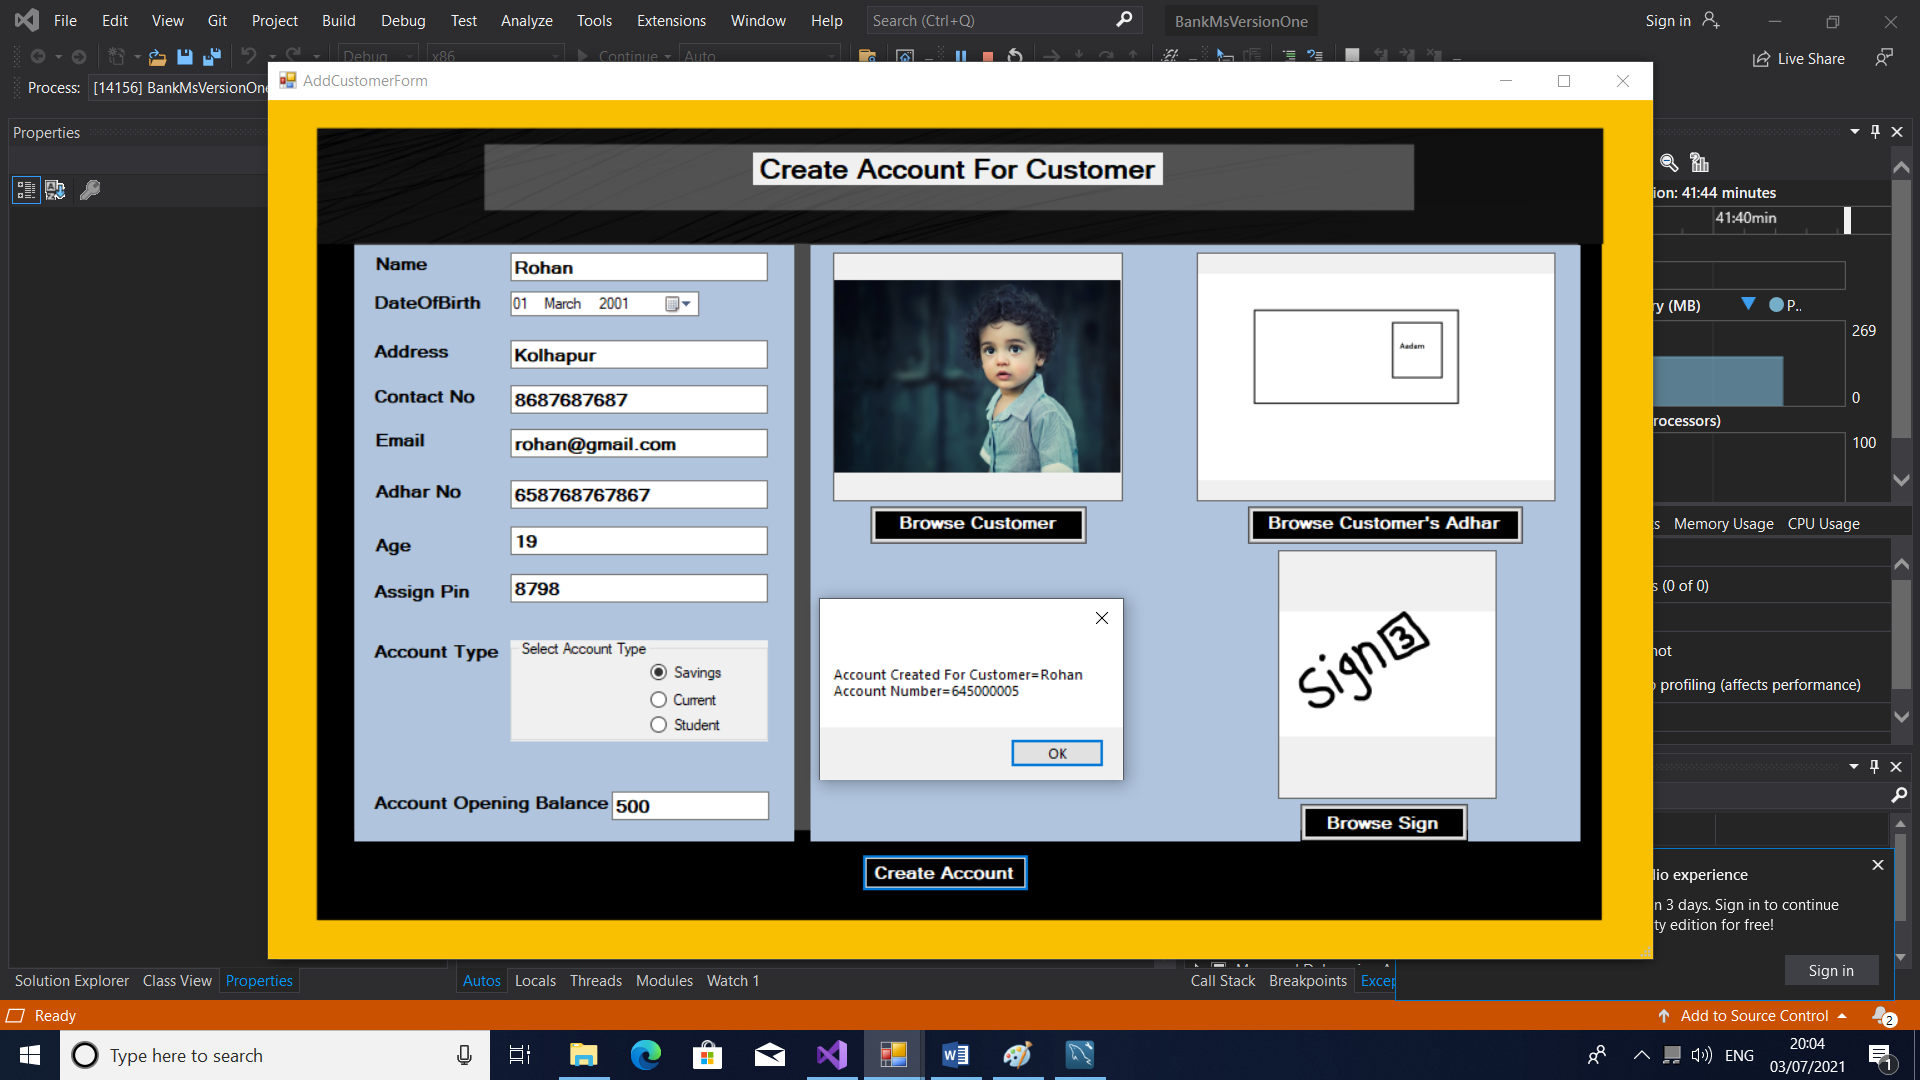 File Edit View Git Project Build Debug Test Analyze Tools Extensions Window Help Search (Ctrl+Q) BankMsVersionOne Sign in
Debug x86 Continue Auto Live Share
Process: [14156] BankMsVersionOne
AddCustomerForm
Properties
Create Account For Customer
Name Rohan
DateOfBirth 01 March 2001
Address Kolhapur
Contact No 8687687687
Email rohan@gmail.com
Adhar No 658768767867
Age 19
Assign Pin 8798
Account Type Select Account Type
Savings
Current
Student
Account Opening Balance 500
Aadam
Browse Customer
Browse Customer's Adhar
Sign 3
Browse Sign
Account Created For Customer=Rohan
Account Number=645000005
OK
Create Account
ion: 41:44 minutes
41:40min
ry (MB) P..
269
0
rocessors)
100
s Memory Usage CPU Usage
s (0 of 0)
hot
o profiling (affects performance)
lio experience
n 3 days. Sign in to continue
ty edition for free!
Sign in
Solution Explorer Class View Properties
Autos Locals Threads Modules Watch 1
Call Stack Breakpoints Excep
Ready
Add to Source Control 2
Type here to search
ENG
20:04
03/07/2021
1